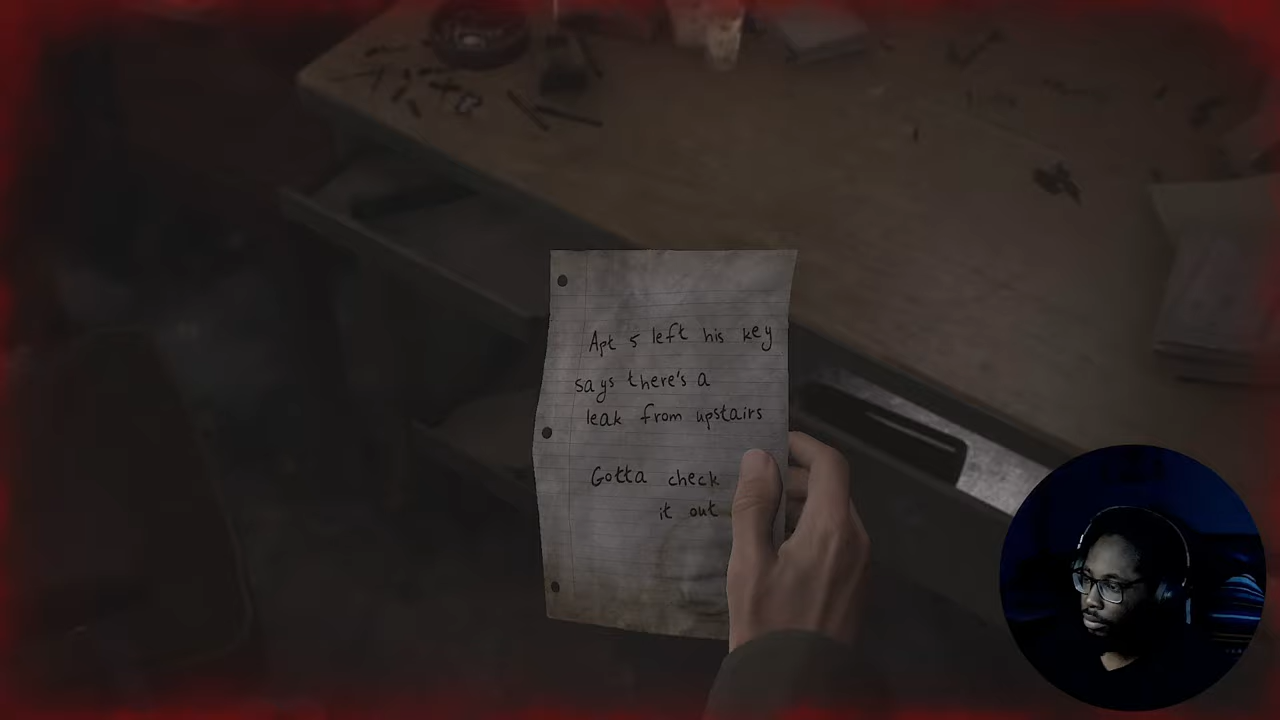 Apt 5 left his key
says there's a
leak from upstairs
Gotta check
it out